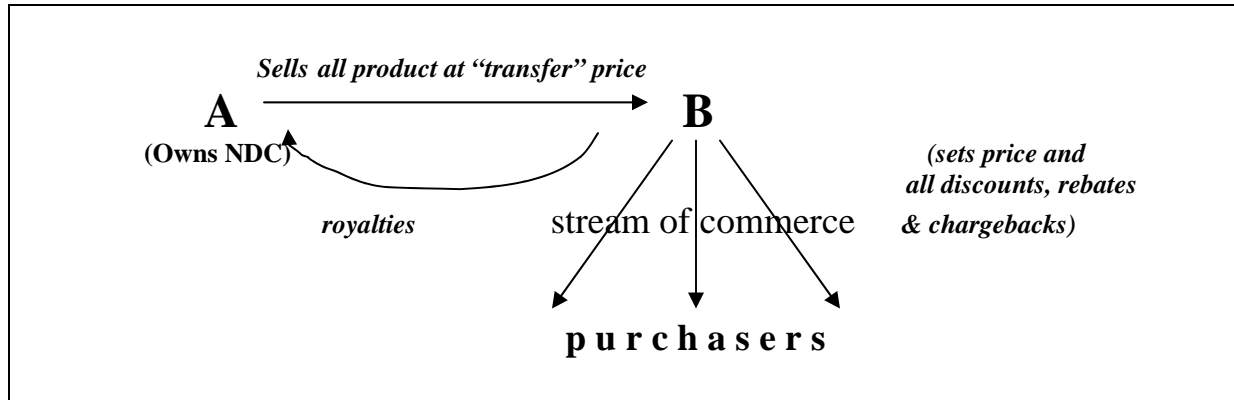 Sells all product at “transfer” price
A B
(Owns NDC) (sets price and
all discounts, rebates
royalties stream of commerce & chargebacks)
p u r c h a s e r s